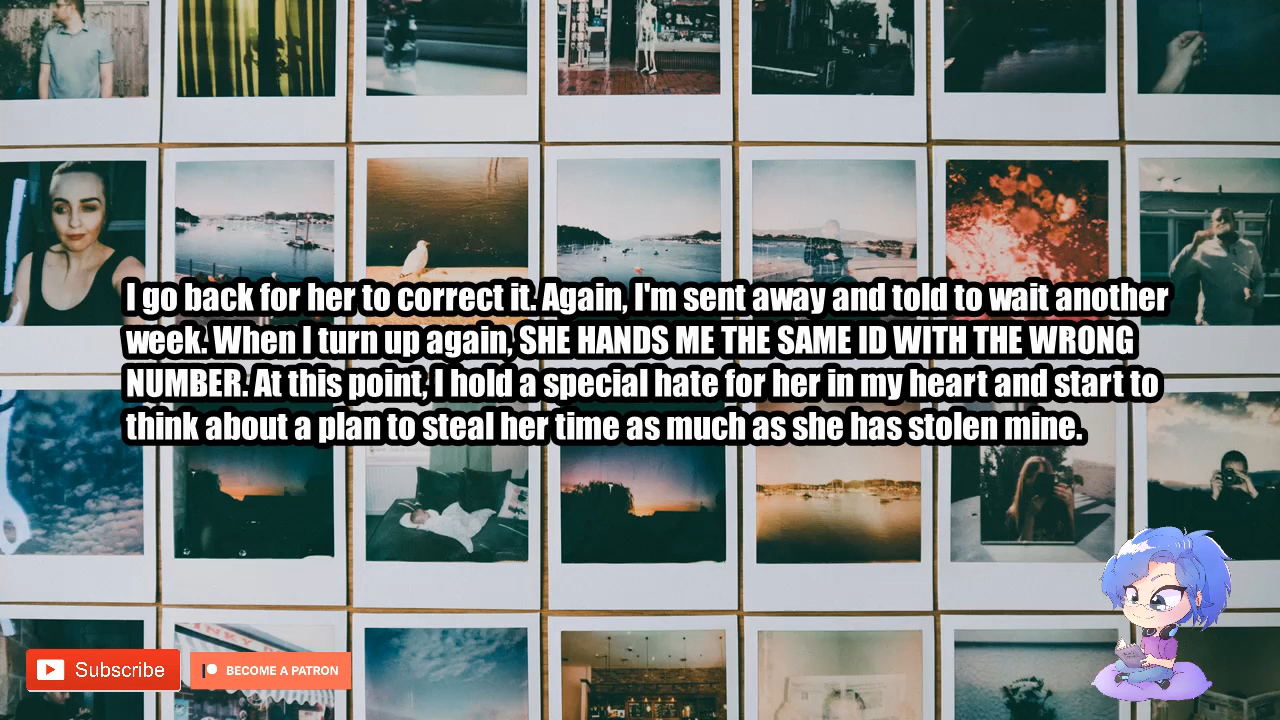 I go back for her to correct it. Again, I'm sent away and told to wait another
week. When I turn up again, SHE HANDS ME THE SAME ID WITH THE WRONG
NUMBER. At this point, I hold a special hate for her in my heart and start to
think about a plan to steal her time as much as she has stolen mine.
Subscribe
BECOME A PATRON